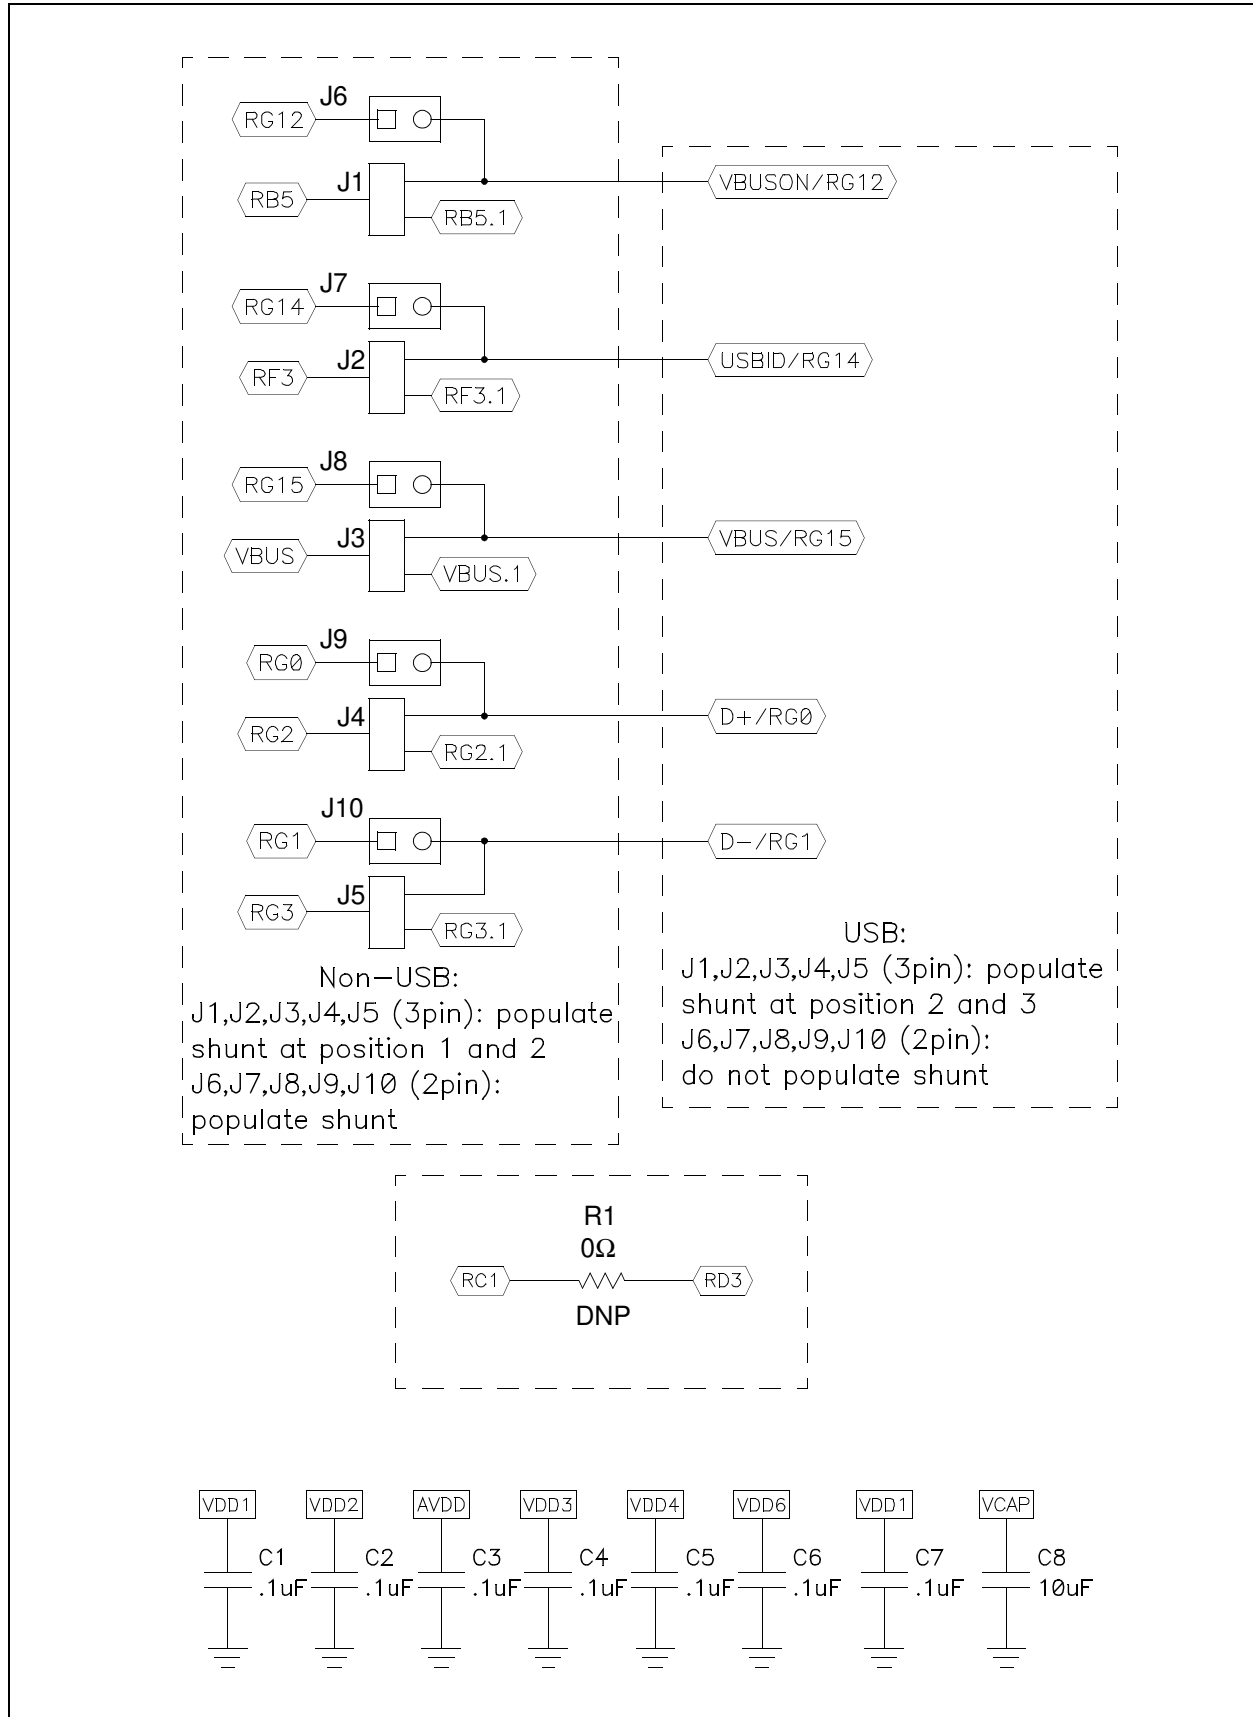 J6
RG12
J1
VBUSON/RG12
RB5
RB5.1
J7
RG14
J2
USBID/RG14
RF3
RF3.1
J8
RG15
J3
VBUS/RG15
VBUS
VBUS.1
J9
RG0
J4
D+/RG0
RG2
RG2.1
J10
RG1
D-/RG1
J5
RG3
RG3.1
Non-USB:
J1,J2,J3,J4,J5 (3pin): populate
shunt at position 1 and 2
J6,J7,J8,J9,J10 (2pin):
populate shunt
USB:
J1,J2,J3,J4,J5 (3pin): populate
shunt at position 2 and 3
J6,J7,J8,J9,J10 (2pin):
do not populate shunt
R1
0Ω
RC1
RD3
DNP
VDD1
VDD2
AVDD
VDD3
VDD4
VDD6
VDD1
VCAP
C1
.1uF
C2
.1uF
C3
.1uF
C4
.1uF
C5
.1uF
C6
.1uF
C7
.1uF
C8
10uF